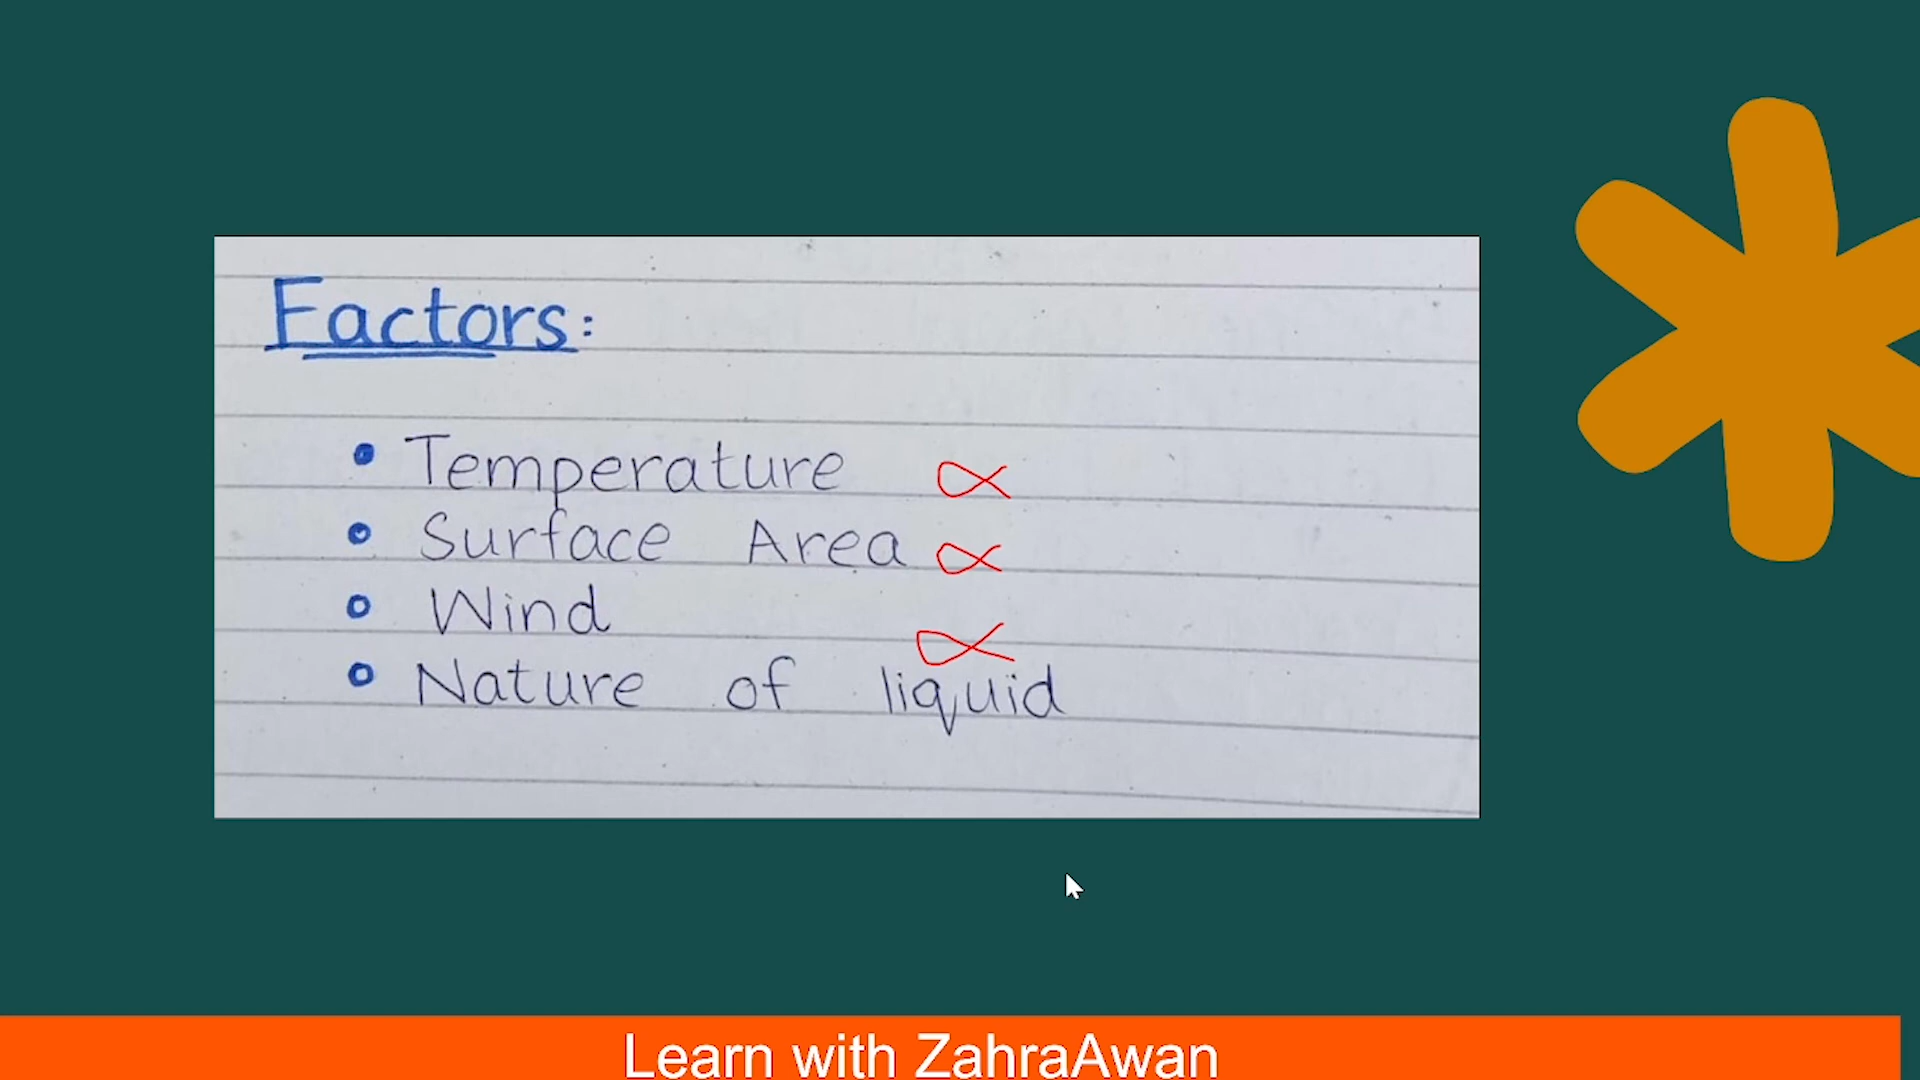 Factors:
• Temperature ∝
• Surface Area ∝
• Wind ∝
• Nature of liquid
Learn with ZahraAwan